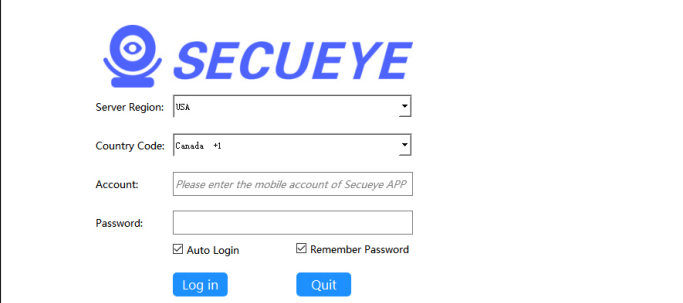 SECUEYE
Server Region: USA
Country Code: Canada +1
Account: Please enter the mobile account of Secueye APP
Password:
Auto Login Remember Password
Log in Quit